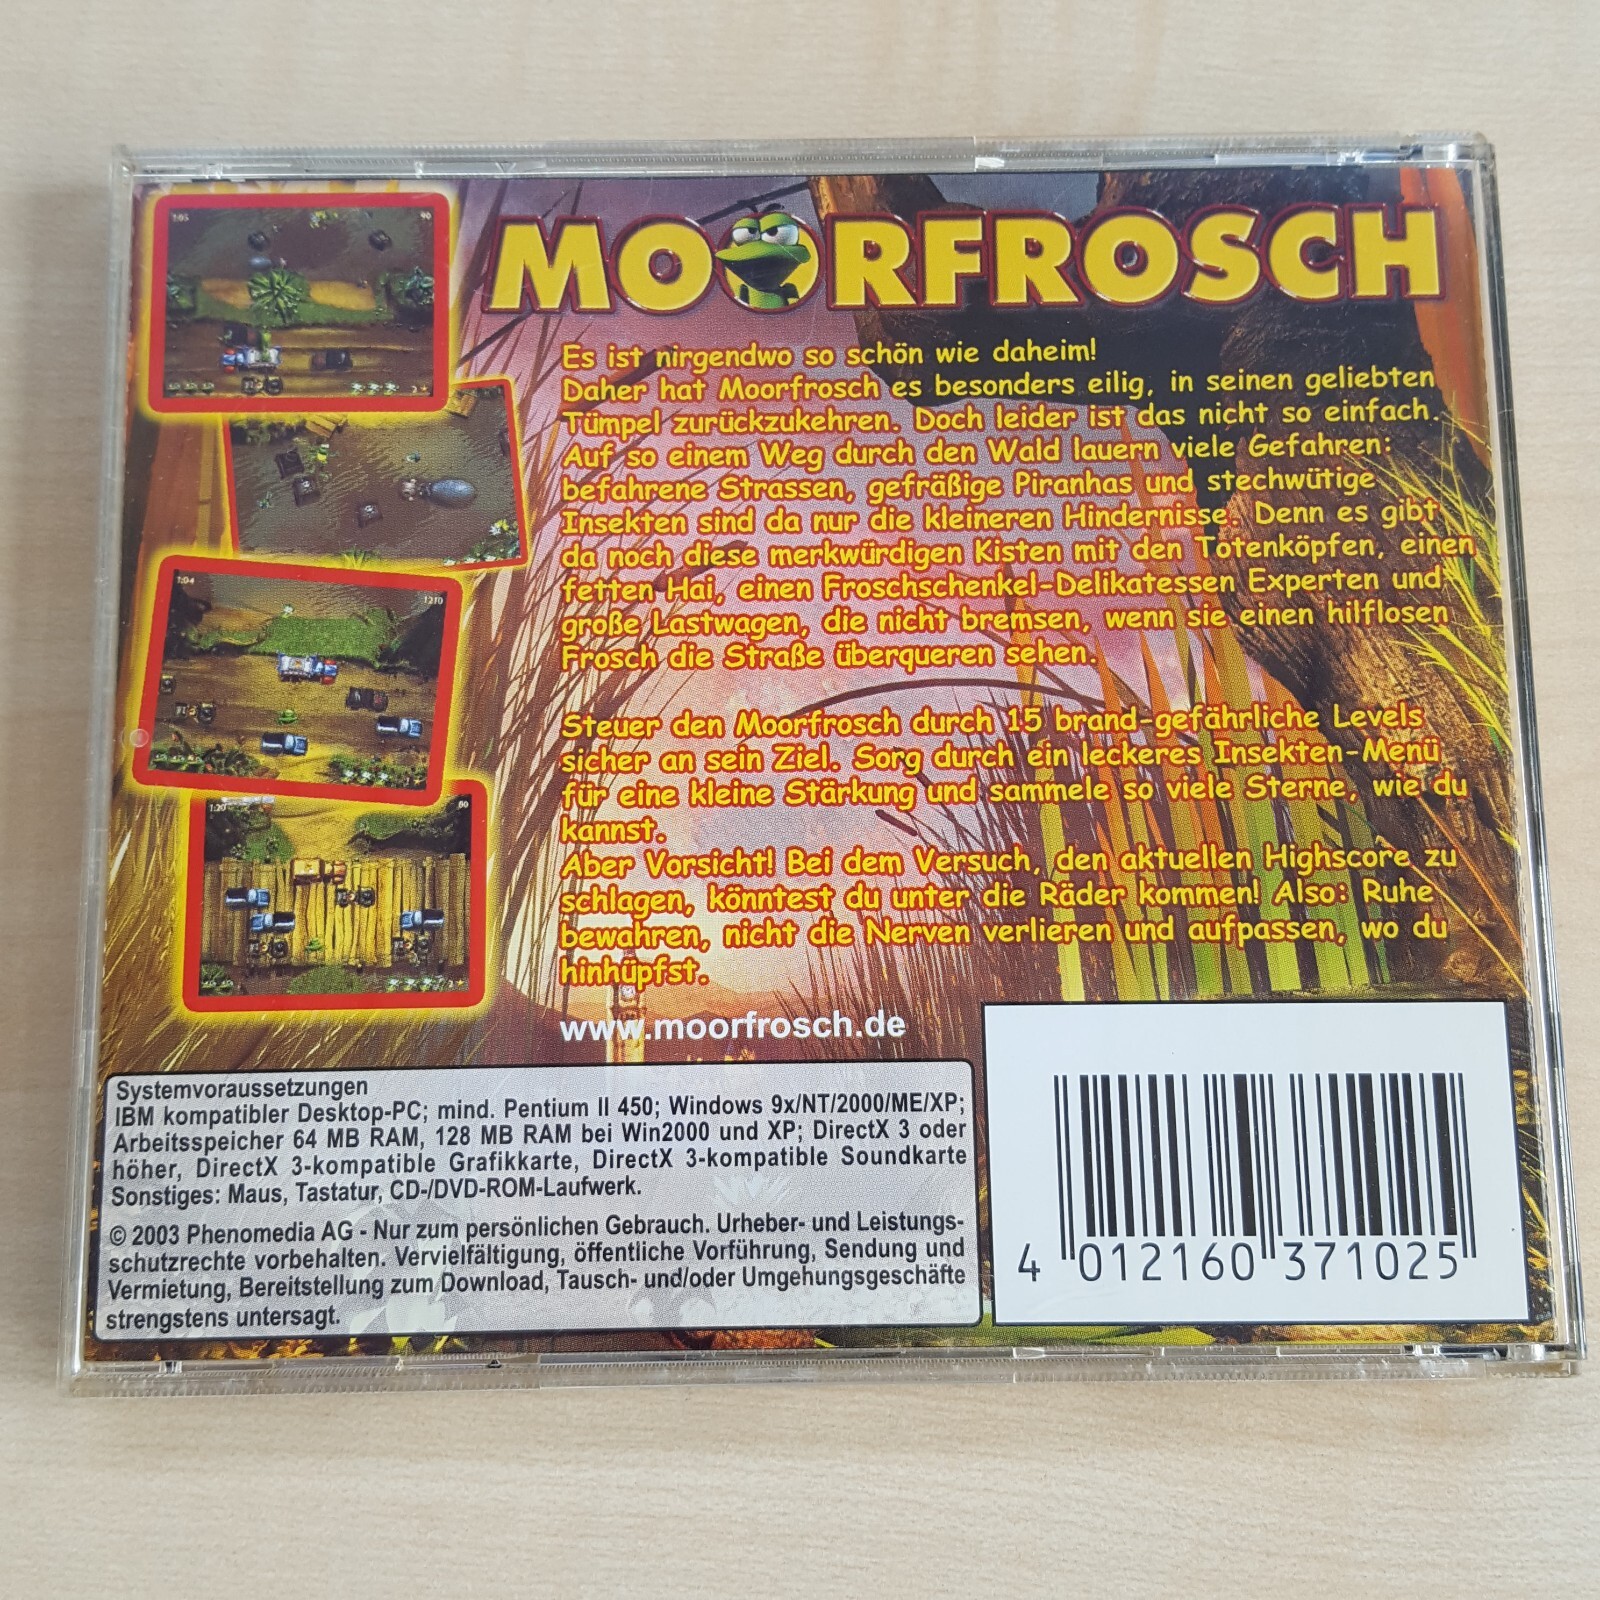 MOORFROSCH
Es ist nirgendwo so schön wie daheim!
Daher hat Moorfrosch es besonders eilig, in seinen geliebten
Tümpel zurückzukehren. Doch leider ist das nicht so einfach.
Auf so einem Weg durch den Wald lauern viele Gefahren:
befahrene Strassen, gefräßige Piranhas und stechwütige
Insekten sind da nur die kleineren Hindernisse. Denn es gibt
da noch diese merkwürdigen Kisten mit den Totenköpfen, einen
fetten Hai, einen Froschschenkel-Delikatessen Experten und
große Lastwagen, die nicht bremsen, wenn sie einen hilflosen
Frosch die Straße überqueren sehen.
Steuer den Moorfrosch durch 15 brand-gefährliche Levels
sicher an sein Ziel. Sorg durch ein leckeres Insekten-Menü
für eine kleine Stärkung und sammele so viele Sterne, wie du
kannst.
Aber Vorsicht! Bei dem Versuch, den aktuellen Highscore zu
schlagen, könntest du unter die Räder kommen! Also: Ruhe
bewahren, nicht die Nerven verlieren und aufpassen, wo du
hinhüpfst.
www.moorfrosch.de
1:05 90
1:04 1210
1:20 60
Systemvoraussetzungen
IBM kompatibler Desktop-PC; mind. Pentium II 450; Windows 9x/NT/2000/ME/XP;
Arbeitsspeicher 64 MB RAM, 128 MB RAM bei Win2000 und XP; DirectX 3 oder
höher, DirectX 3-kompatible Grafikkarte, DirectX 3-kompatible Soundkarte
Sonstiges: Maus, Tastatur, CD-/DVD-ROM-Laufwerk.
© 2003 Phenomedia AG - Nur zum persönlichen Gebrauch. Urheber- und Leistungs-
schutzrechte vorbehalten. Vervielfältigung, öffentliche Vorführung, Sendung und
Vermietung, Bereitstellung zum Download, Tausch- und/oder Umgehungsgeschäfte
strengstens untersagt.
4 012160 371025